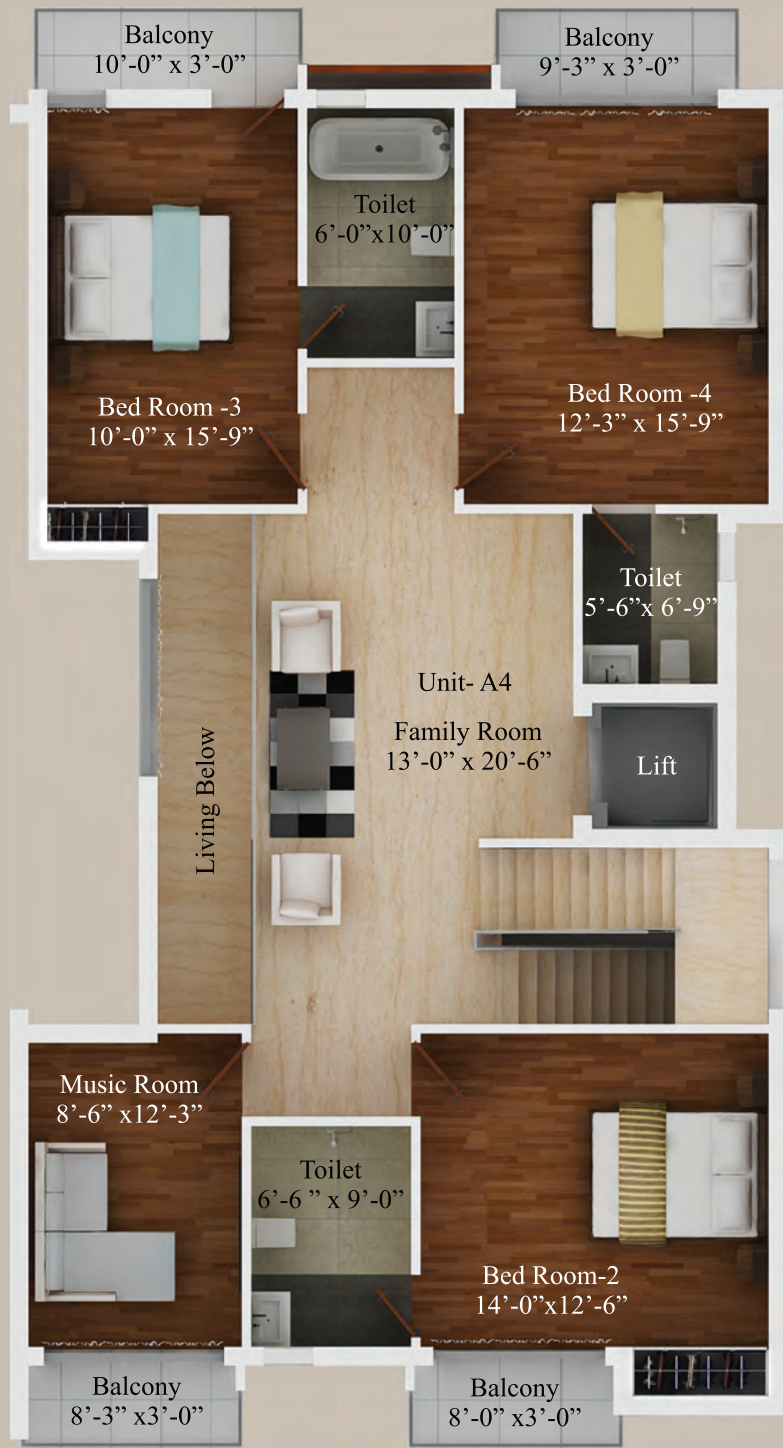 Balcony
10’-0” x 3’-0”
Balcony
9’-3” x 3’-0”
Toilet
6’-0”x10’-0”
Bed Room -3
10’-0” x 15’-9”
Bed Room -4
12’-3” x 15’-9”
Toilet
5’-6”x 6’-9”
Unit- A4
Family Room
13’-0” x 20’-6”
Lift
Living Below
Music Room
8’-6” x12’-3”
Toilet
6’-6 ” x 9’-0”
Bed Room-2
14’-0”x12’-6”
Balcony
8’-3” x3’-0”
Balcony
8’-0” x3’-0”